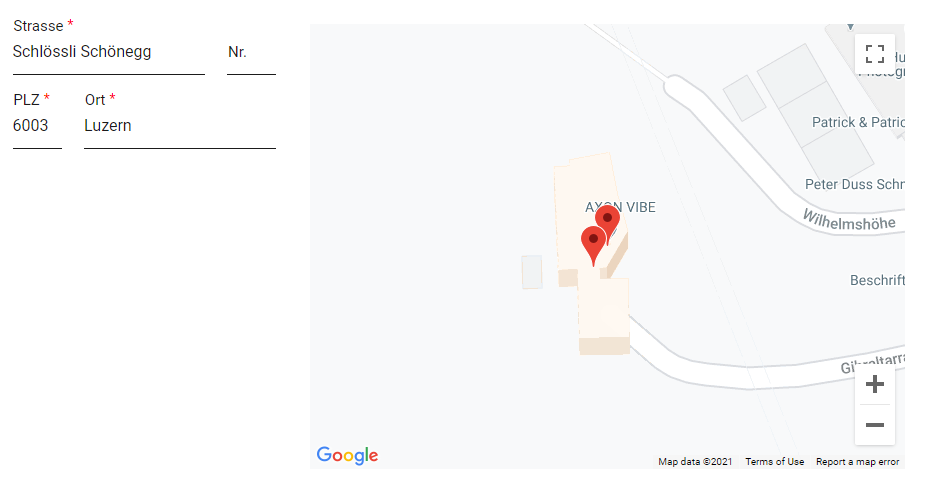 Strasse *
Schlössli Schönegg
Nr.
PLZ *
Ort *
6003
Luzern
Patrick & Patric
AXON VIBE
Peter Duss Schr
Wilhelmshöhe
Beschrift
Gibraltarra
Google
Map data ©2021
Terms of Use
Report a map error